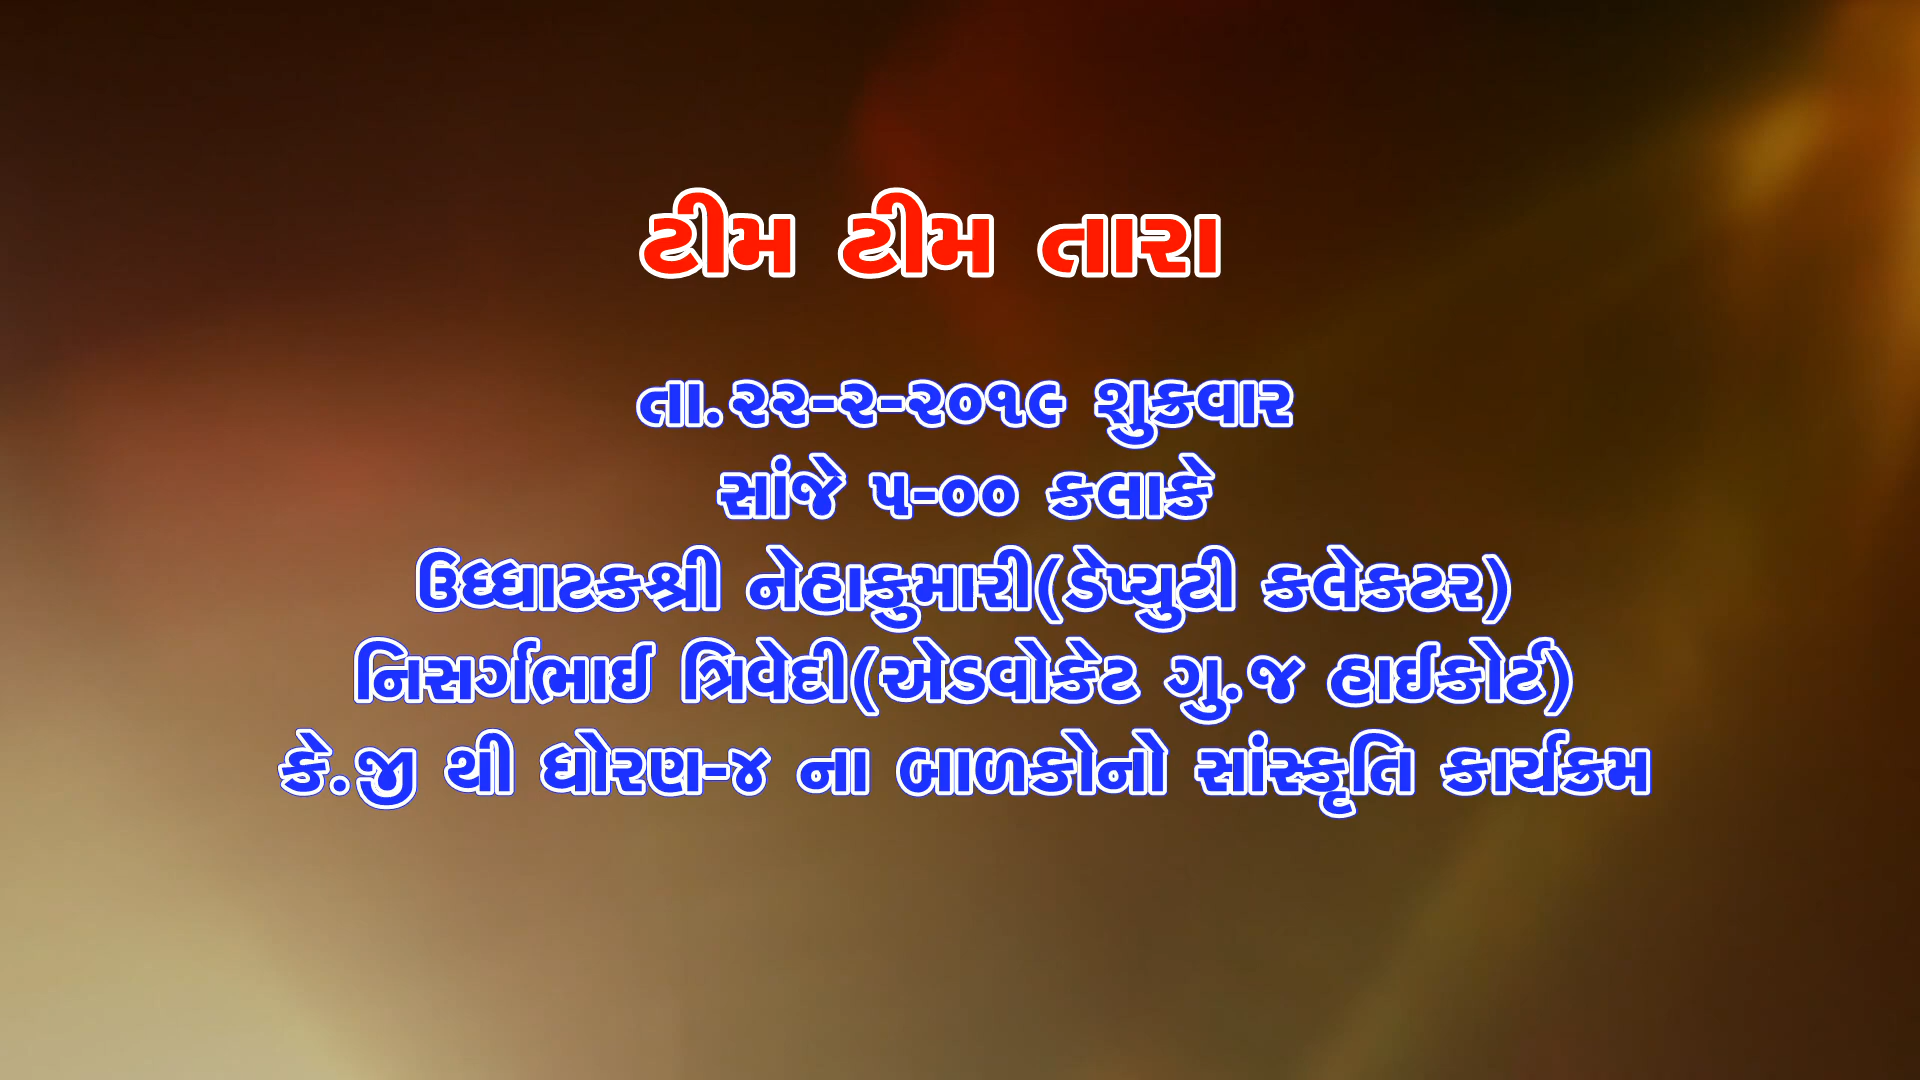 ટીમ ટીમ તારા
તા.૨૨-૨-૨૦૧૯ શુક્રવાર
સાંજે ૫-૦૦ કલાકે
ઉધ્ધાટકશ્રી નેહાકુમારી(ડેપ્યુટી કલેકટર)
નિસર્ગભાઈ ત્રિવેદી(એડવોકેટ ગુ.જ હાઈકોર્ટ)
કે.જી થી ધોરણ-૪ ના બાળકોનો સાંસ્કૃતિ કાર્યક્રમ